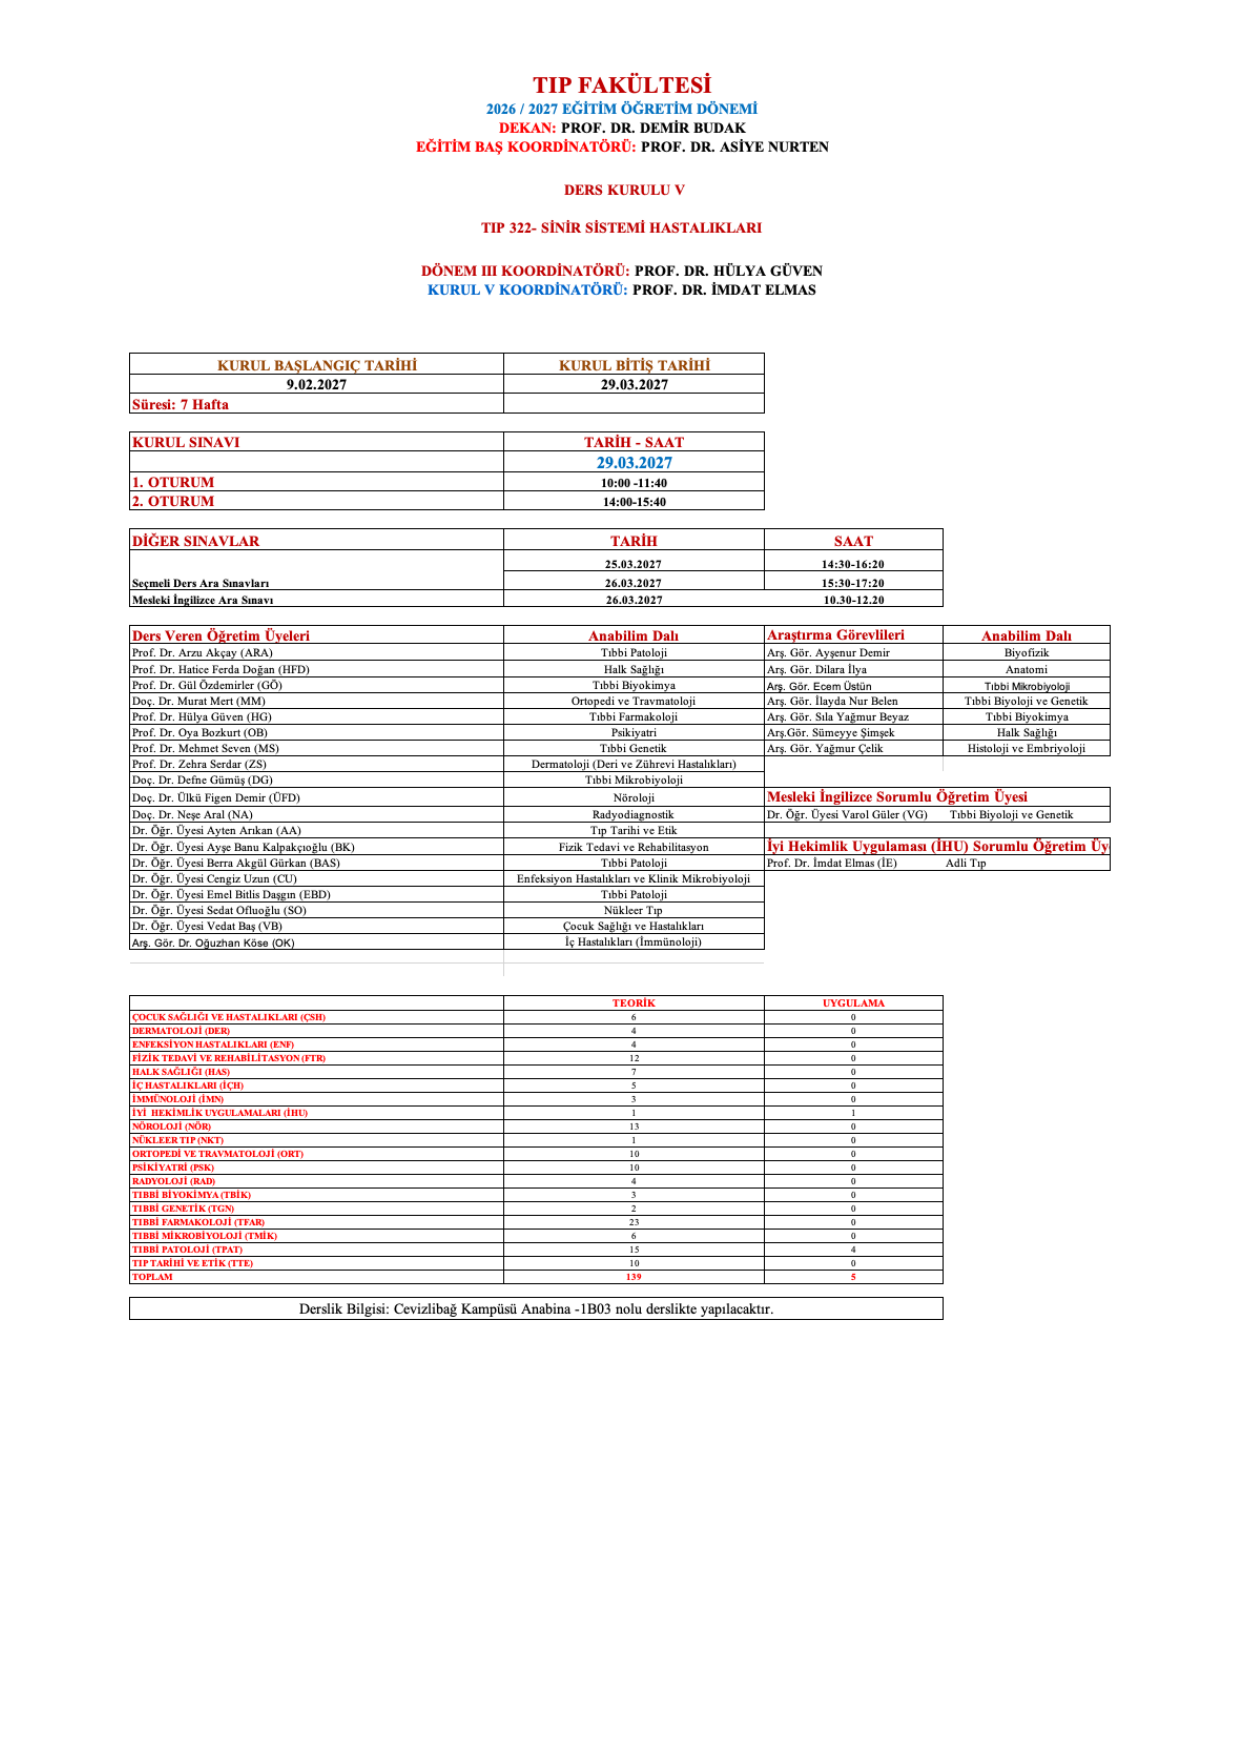 TIP FAKÜLTESİ
2026 / 2027 EĞİTİM ÖĞRETİM DÖNEMİ
DEKAN: PROF. DR. DEMİR BUDAK
EĞİTİM BAŞ KOORDİNATÖRÜ: PROF. DR. ASİYE NURTEN
DERS KURULU V
TIP 322- SİNİR SİSTEMİ HASTALIKLARI
DÖNEM III KOORDİNATÖRÜ: PROF. DR. HÜLYA GÜVEN
KURUL V KOORDİNATÖRÜ: PROF. DR. İMDAT ELMAS
KURUL BAŞLANGIÇ TARİHİ KURUL BİTİŞ TARİHİ
9.02.2027 29.03.2027
Süresi: 7 Hafta
KURUL SINAVI TARİH - SAAT
29.03.2027
1. OTURUM 10:00 -11:40
2. OTURUM 14:00-15:40
DİĞER SINAVLAR TARİH SAAT
25.03.2027 14:30-16:20
Seçmeli Ders Ara Sınavları 26.03.2027 15:30-17:20
Mesleki İngilizce Ara Sınavı 26.03.2027 10.30-12.20
Ders Veren Öğretim Üyeleri Anabilim Dalı Araştırma Görevlileri Anabilim Dalı
Prof. Dr. Arzu Akçay (ARA) Tıbbi Patoloji Arş. Gör. Ayşenur Demir Biyofizik
Prof. Dr. Hatice Ferda Doğan (HFD) Halk Sağlığı Arş. Gör. Dilara İlya Anatomi
Prof. Dr. Gül Özdemirler (GÖ) Tıbbi Biyokimya Arş. Gör. Ecem Üstün Tıbbi Mikrobiyoloji
Doç. Dr. Murat Mert (MM) Ortopedi ve Travmatoloji Arş. Gör. İlayda Nur Belen Tıbbi Biyoloji ve Genetik
Prof. Dr. Hülya Güven (HG) Tıbbi Farmakoloji Arş. Gör. Sıla Yağmur Beyaz Tıbbi Biyokimya
Prof. Dr. Oya Bozkurt (OB) Psikiyatri Arş.Gör. Sümeyye Şimşek Halk Sağlığı
Prof. Dr. Mehmet Seven (MS) Tıbbi Genetik Arş. Gör. Yağmur Çelik Histoloji ve Embriyoloji
Prof. Dr. Zehra Serdar (ZS) Dermatoloji (Deri ve Zührevi Hastalıkları)
Doç. Dr. Defne Gümüş (DG) Tıbbi Mikrobiyoloji
Doç. Dr. Ülkü Figen Demir (ÜFD) Nöroloji Mesleki İngilizce Sorumlu Öğretim Üyesi
Doç. Dr. Neşe Aral (NA) Radyodiagnostik Dr. Öğr. Üyesi Varol Güler (VG) Tıbbi Biyoloji ve Genetik
Dr. Öğr. Üyesi Ayten Arıkan (AA) Tıp Tarihi ve Etik
Dr. Öğr. Üyesi Ayşe Banu Kalpakçıoğlu (BK) Fizik Tedavi ve Rehabilitasyon İyi Hekimlik Uygulaması (İHU) Sorumlu Öğretim Üy
Dr. Öğr. Üyesi Berra Akgül Gürkan (BAS) Tıbbi Patoloji Prof. Dr. İmdat Elmas (İE) Adli Tıp
Dr. Öğr. Üyesi Cengiz Uzun (CU) Enfeksiyon Hastalıkları ve Klinik Mikrobiyoloji
Dr. Öğr. Üyesi Emel Bitlis Daşgın (EBD) Tıbbi Patoloji
Dr. Öğr. Üyesi Sedat Ofluoğlu (SO) Nükleer Tıp
Dr. Öğr. Üyesi Vedat Baş (VB) Çocuk Sağlığı ve Hastalıkları
Arş. Gör. Dr. Oğuzhan Köse (OK) İç Hastalıkları (İmmünoloji)
TEORİK UYGULAMA
ÇOCUK SAĞLIĞI VE HASTALIKLARI (ÇSH) 6 0
DERMATOLOJİ (DER) 4 0
ENFEKSİYON HASTALIKLARI (ENF) 4 0
FİZİK TEDAVİ VE REHABİLİTASYON (FTR) 12 0
HALK SAĞLIĞI (HAS) 7 0
İÇ HASTALIKLARI (İÇH) 5 0
İMMÜNOLOJİ (İMN) 3 0
İYİ HEKİMLİK UYGULAMALARI (İHU) 1 1
NÖROLOJİ (NÖR) 13 0
NÜKLEER TIP (NKT) 1 0
ORTOPEDİ VE TRAVMATOLOJİ (ORT) 10 0
PSİKİYATRİ (PSK) 10 0
RADYOLOJİ (RAD) 4 0
TIBBİ BİYOKİMYA (TBİK) 3 0
TIBBİ GENETİK (TGN) 2 0
TIBBİ FARMAKOLOJİ (TFAR) 23 0
TIBBİ MİKROBİYOLOJİ (TMİK) 6 0
TIBBİ PATOLOJİ (TPAT) 15 4
TIP TARİHİ VE ETİK (TTE) 10 0
TOPLAM 139 5
Derslik Bilgisi: Cevizlibağ Kampüsü Anabina -1B03 nolu derslikte yapılacaktır.